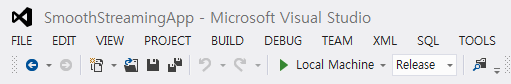 SmoothStreamingApp - Microsoft Visual Studio
FILE EDIT VIEW PROJECT BUILD DEBUG TEAM XML SQL TOOLS
Local Machine Release